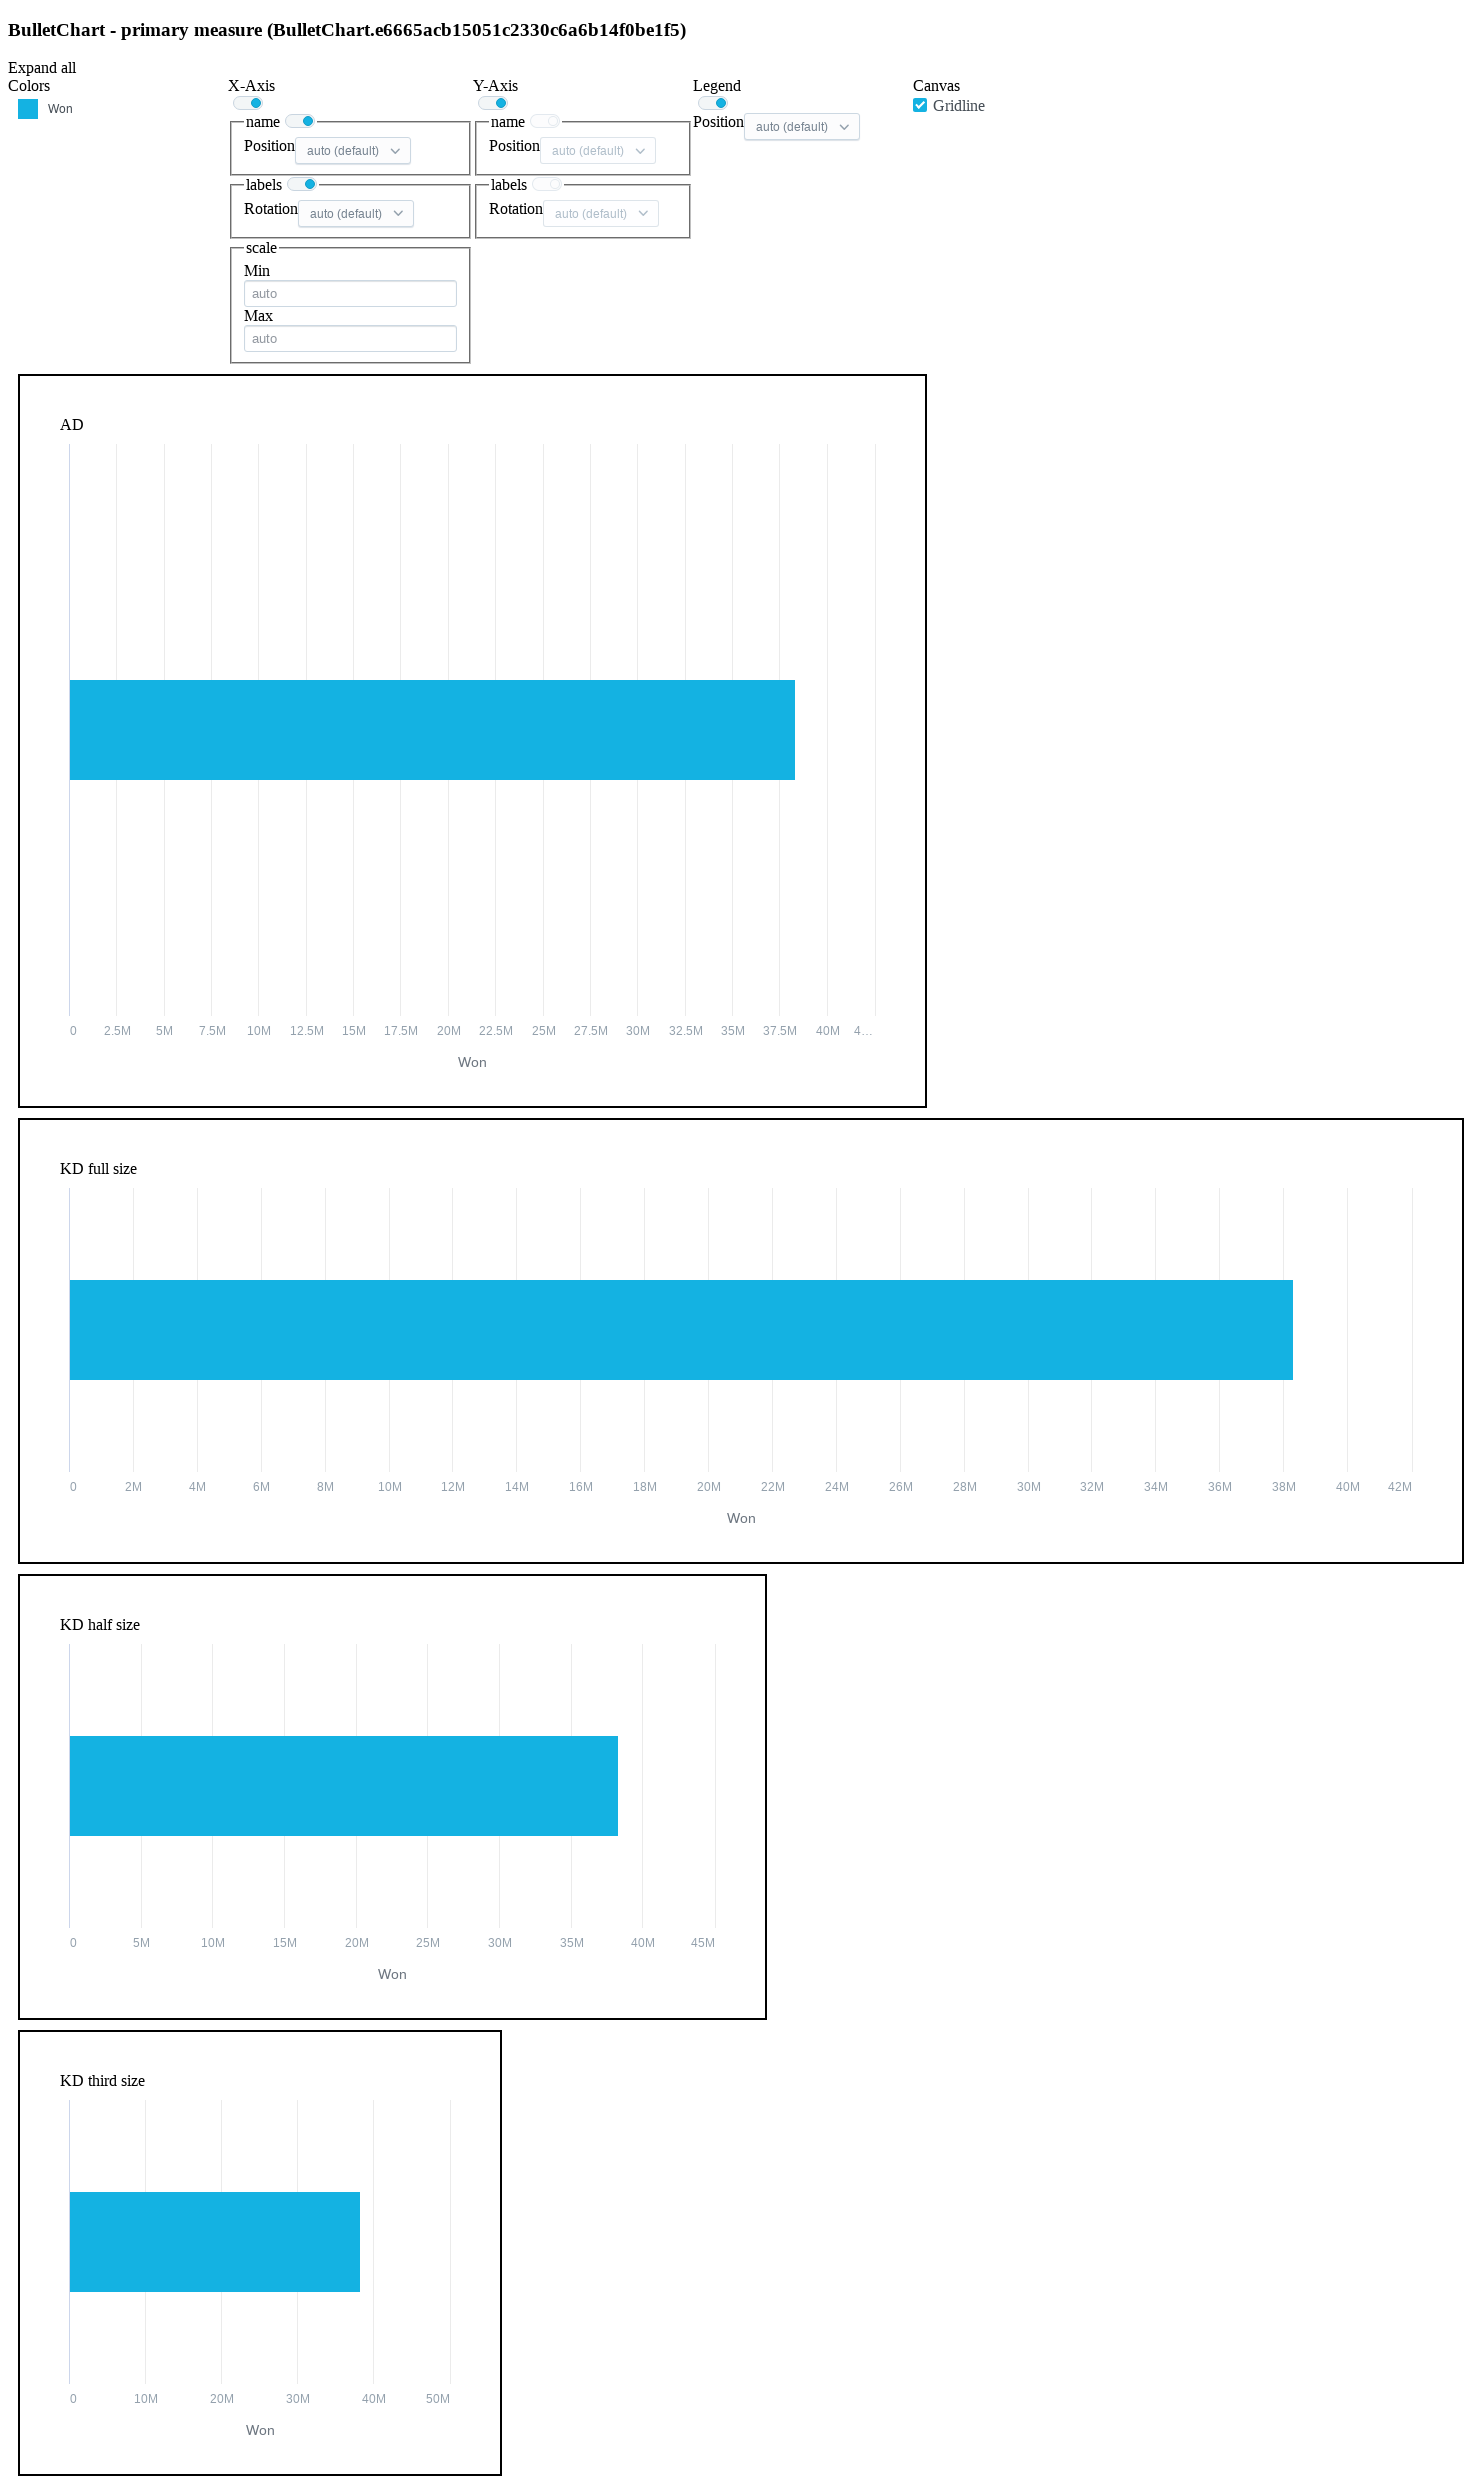 BulletChart - primary measure (BulletChart.e6665acb15051c2330c6a6b14f0be1f5)
Expand all
Colors
Won
X-Axis
name
Position auto (default)
labels
Rotation auto (default)
scale
Min
auto
Max
auto
Y-Axis
name
Position auto (default)
labels
Rotation auto (default)
Legend
Position auto (default)
Canvas
Gridline
AD
0 2.5M 5M 7.5M 10M 12.5M 15M 17.5M 20M 22.5M 25M 27.5M 30M 32.5M 35M 37.5M 40M 4…
Won
KD full size
0 2M 4M 6M 8M 10M 12M 14M 16M 18M 20M 22M 24M 26M 28M 30M 32M 34M 36M 38M 40M 42M
Won
KD half size
0 5M 10M 15M 20M 25M 30M 35M 40M 45M
Won
KD third size
0 10M 20M 30M 40M 50M
Won